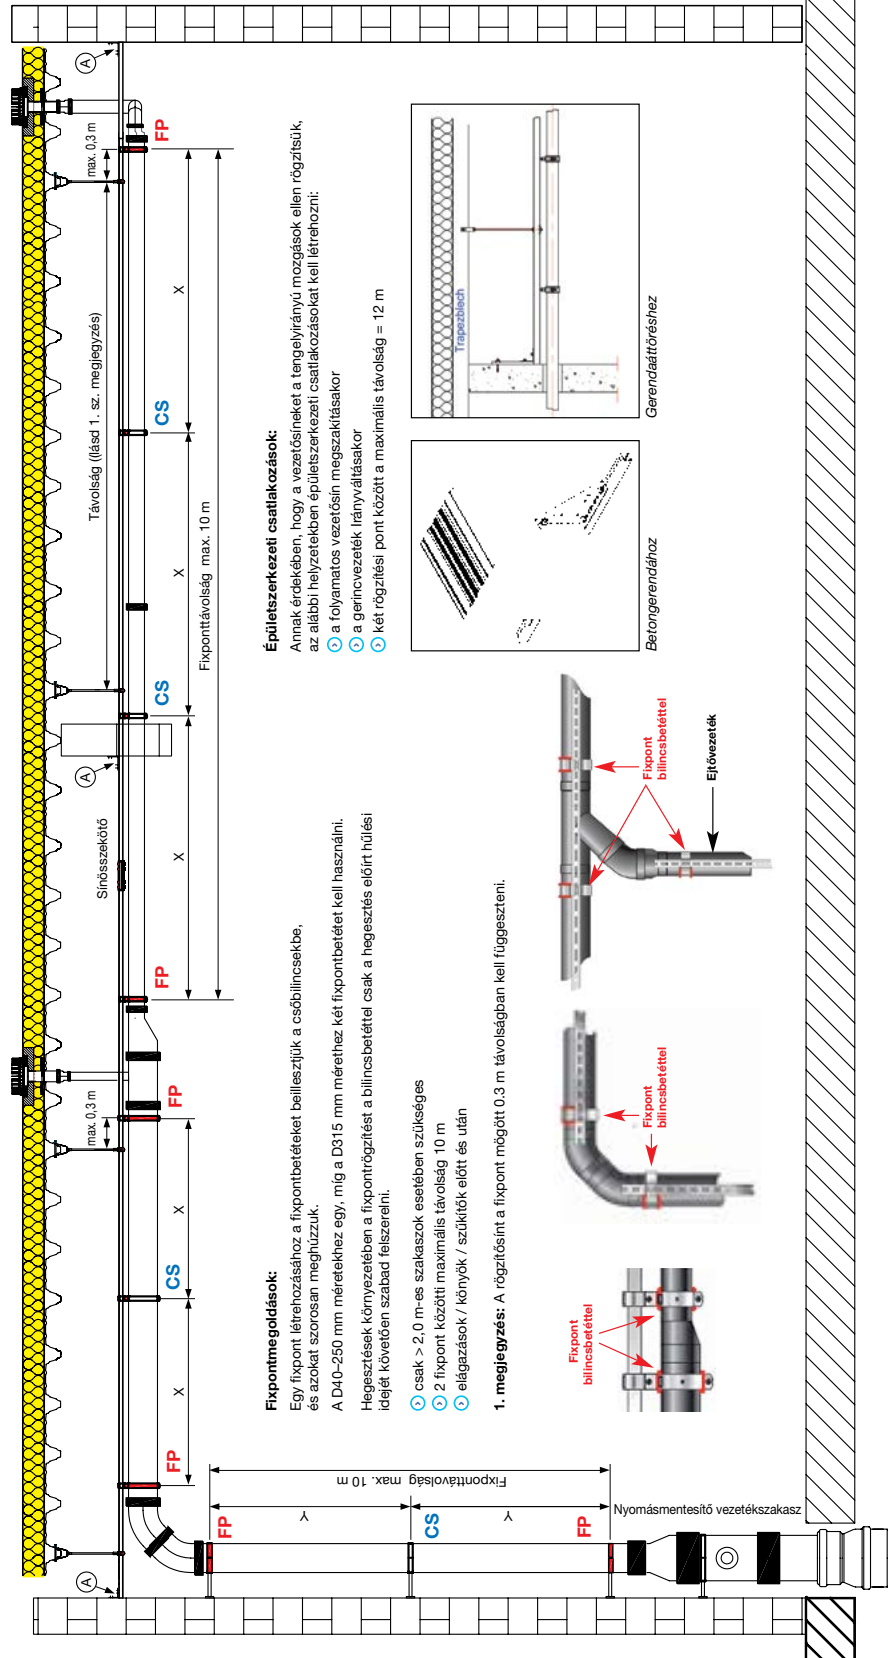 A
max. 0,3 m
FP
Távolság ((lásd 1. sz. megjegyzés)
X
CS
X
Fixponttávolság max. 10 m
CS
A
Sínösszekötő
X
FP
max. 0,3 m
FP
X
CS
X
FP
A
FP
Y
Fixponttávolság max. 10 m
CS
Y
FP
Nyomásmentesítő vezetékszakasz
Fixpontmegoldások:
Egy fixpont létrehozásához a fixpontbetéteket beillesztjük a csőbilincsekbe,
és azokat szorosan meghúzzuk.
A D40–250 mm méretekhez egy, míg a D315 mm mérethez két fixpontbetétet kell használni.
Hegesztések környezetében a fixpontrögzítést a bilincsbetéttel csak a hegesztés előírt hűlési
idejét követően szabad felszerelni.
csak > 2,0 m-es szakaszok esetében szükséges
2 fixpont közötti maximális távolság 10 m
elágazások / könyök / szűkítők előtt és után
1. megjegyzés: A rögzítősínt a fixpont mögött 0.3 m távolságban kell függeszteni.
Fixpont
bilincsbetéttel
Fixpont
bilincsbetéttel
Fixpont
bilincsbetéttel
Ejtővezeték
Épületszerkezeti csatlakozások:
Annak érdekében, hogy a vezetősíneket a tengelyirányú mozgások ellen rögzítsük,
az alábbi helyzetekben épületszerkezeti csatlakozásokat kell létrehozni:
a folyamatos vezetősín megszakításakor
a gerincvezeték Irányváltásakor
két rögzítési pont között a maximális távolság = 12 m
Betongerendához
Trapezblech
Gerendaáttöréshez